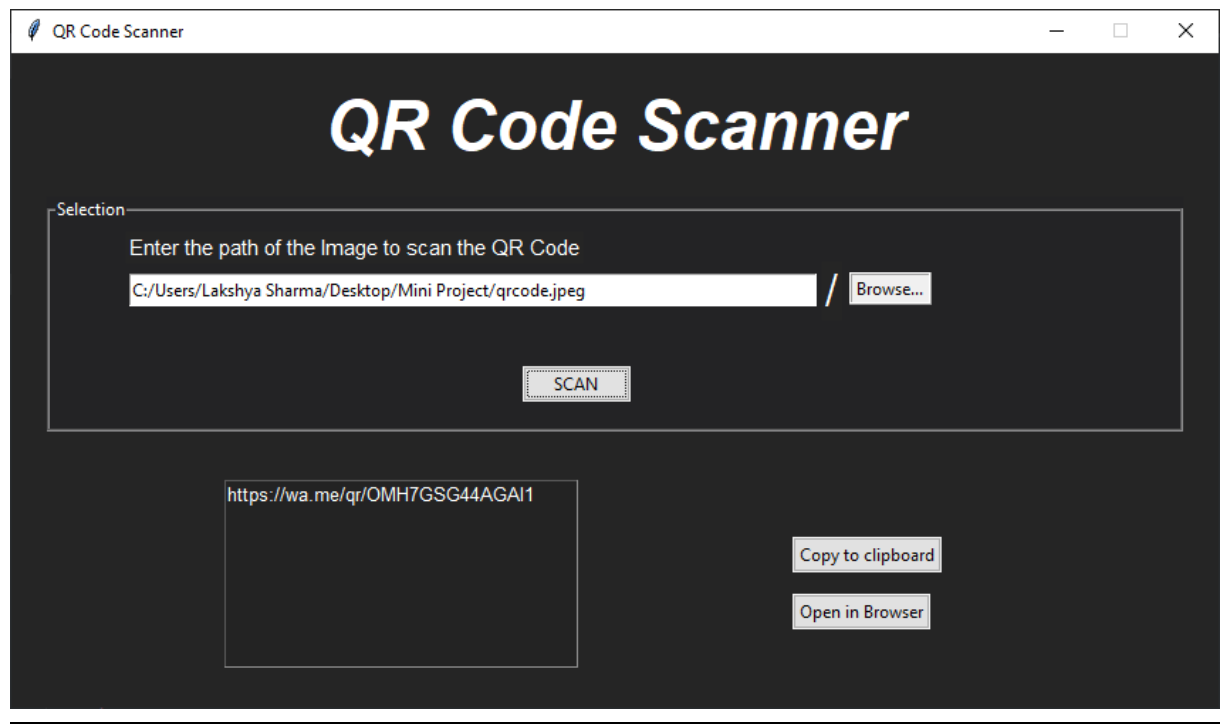 QR Code Scanner
QR Code Scanner
Selection
Enter the path of the Image to scan the QR Code
C:/Users/Lakshya Sharma/Desktop/Mini Project/qrcode.jpeg / Browse...
SCAN
https://wa.me/qr/OMH7GSG44AGAI1
Copy to clipboard
Open in Browser